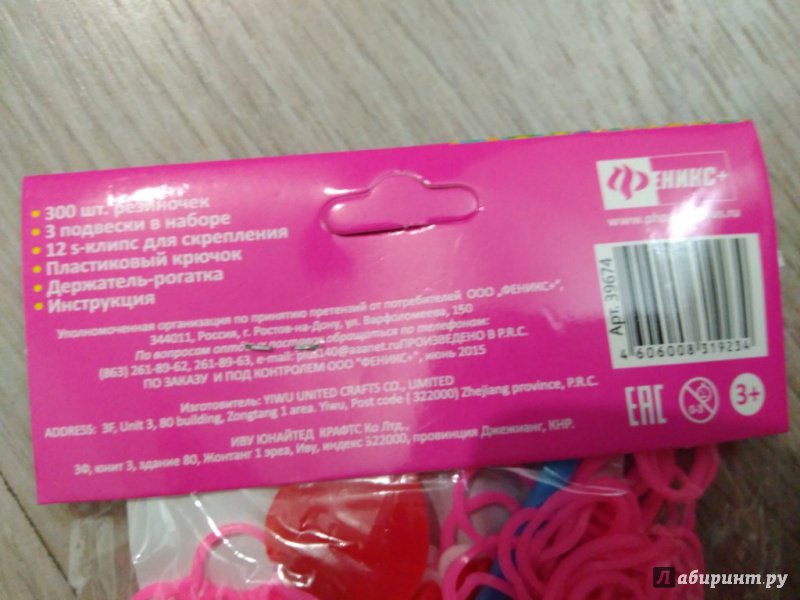 • 300 шт. резиночек
• 3 подвески в наборе
• 12 s-клипс для скрепления
• Пластиковый крючок
• Держатель-рогатка
• Инструкция
ФЕНИКС+
www.
Арт. 39674
4 606008 319234
Уполномоченная организация по принятию претензий от потребителей ООО „ФЕНИКС+",
344011, Россия, г. Ростов-на-Дону, ул. Варфоломеева, 150
По вопросам обращаться по телефонам:
(863) 261-89-62, 261-89-63, e-mail: ПРОИЗВЕДЕНО В P.R.C.
ПО ЗАКАЗУ И ПОД КОНТРОЛЕМ ООО "ФЕНИКС+", июнь 2015
Изготовитель: YIWU UNITED CRAFTS CO., LIMITED
ADDRESS: 3F, Unit 3, 80 building, Zongtang 1 area. Yiwu, Post code ( 322000) Zhejiang province, P.R.C.
ИВУ ЮНАЙТЕД КРАФТС Ко Лтд.,
3Ф, юнит 3, здание 80, Жонтанг 1 эреа, Иву, индекс 322000, провинция Джежианг, КНР.
EAC
0-3
3+
Лабиринт.ру